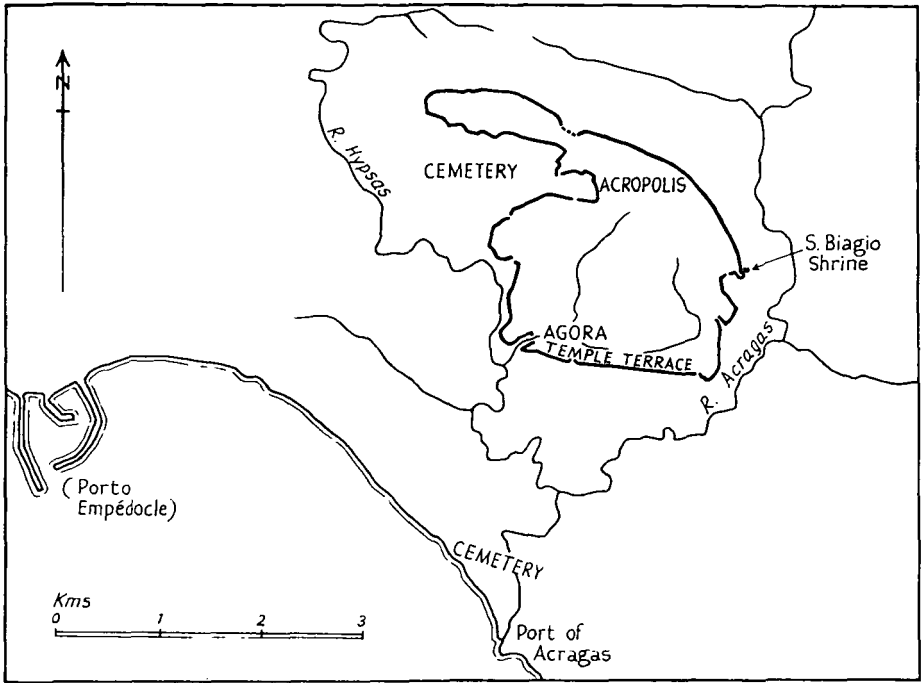 N
R. Hypsas
CEMETERY
ACROPOLIS
S. Biagio
Shrine
AGORA
TEMPLE TERRACE
R. Acragas
(Porto
Empédocle)
CEMETERY
Kms
0 1 2 3
Port of
Acragas